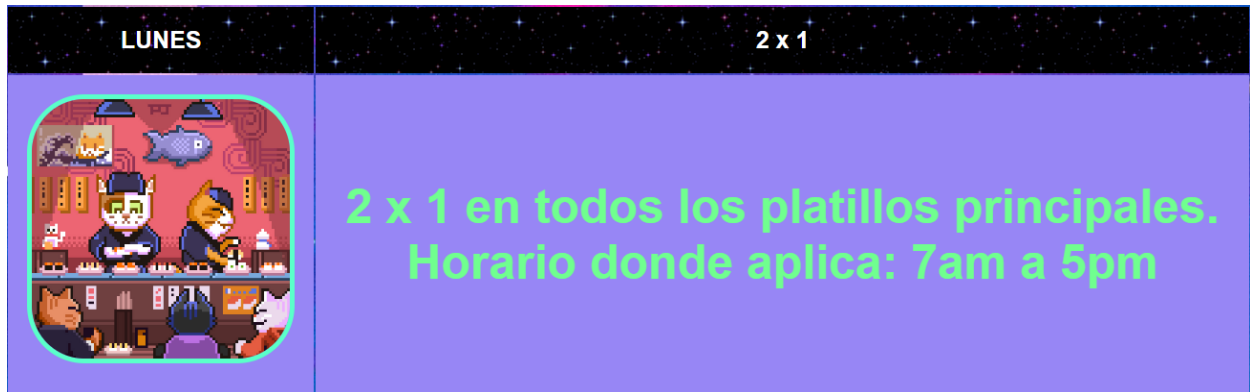 LUNES
2 x 1
2 x 1 en todos los platillos principales.
Horario donde aplica: 7am a 5pm